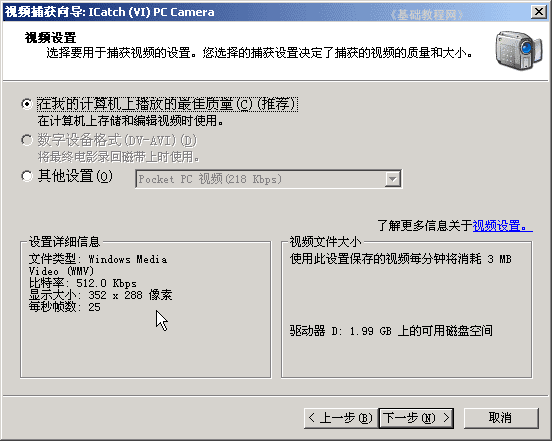 视频捕获向导: ICatch (VI) PC Camera
《基础教程网》
视频设置
选择要用于捕获视频的设置。您选择的捕获设置决定了捕获的视频的质量和大小。
在我的计算机上播放的最佳质量(C)(推荐)
在计算机上存储和编辑视频时使用。
数字设备格式(DV-AVI)(D)
将最终电影录回磁带上时使用。
其他设置(O)
Pocket PC 视频(218 Kbps)
了解更多信息关于视频设置。
设置详细信息
文件类型: Windows Media
Video (WMV)
比特率: 512.0 Kbps
显示大小: 352 x 288 像素
每秒帧数: 25
视频文件大小
使用此设置保存的视频每分钟将消耗 3 MB
驱动器 D: 1.99 GB 上的可用磁盘空间
< 上一步(B)
下一步(N) >
取消